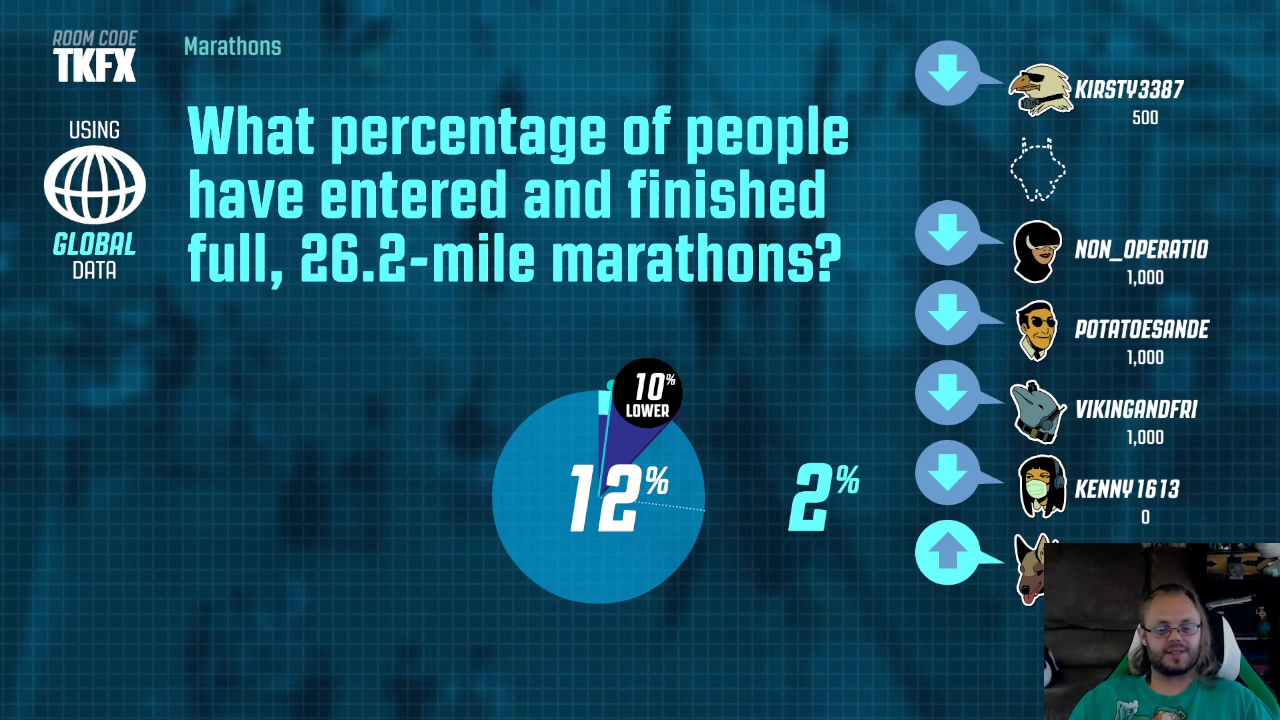 ROOM CODE
TKFX
Marathons
USING
GLOBAL
DATA
What percentage of people
have entered and finished
full, 26.2-mile marathons?
10%
LOWER
12%
2%
KIRSTY3387
500
NON_OPERATIO
1,000
POTATOESANDE
1,000
VIKINGANDFRI
1,000
KENNY1613
0